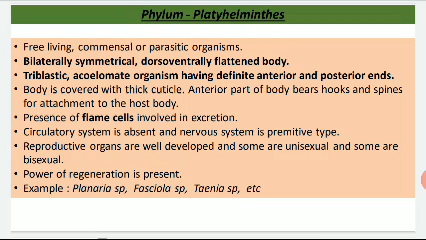 Phylum - Platyhelminthes
• Free living, commensal or parasitic organisms.
• Bilaterally symmetrical, dorsoventrally flattened body.
• Triblastic, acoelomate organism having definite anterior and posterior ends.
• Body is covered with thick cuticle. Anterior part of body bears hooks and spines
for attachment to the host body.
• Presence of flame cells involved in excretion.
• Circulatory system is absent and nervous system is premitive type.
• Reproductive organs are well developed and some are unisexual and some are
bisexual.
• Power of regeneration is present.
• Example : Planaria sp, Fasciola sp, Taenia sp, etc